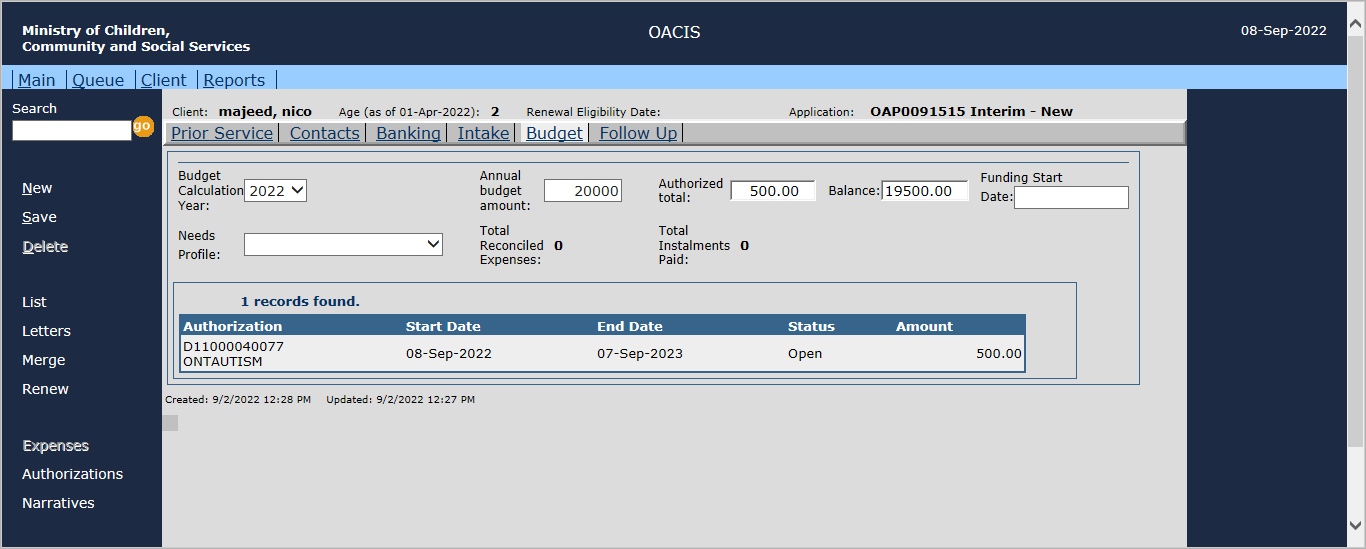 Ministry of Children,
Community and Social Services
OACIS
08-Sep-2022
Main Queue Client Reports
Search
go
New
Save
Delete
List
Letters
Merge
Renew
Expenses
Authorizations
Narratives
Client: majeed, nico Age (as of 01-Apr-2022): 2 Renewal Eligibility Date: Application: OAP0091515 Interim - New
Prior Service Contacts Banking Intake Budget Follow Up
Budget
Calculation
Year:
2022
Annual
budget
amount:
20000
Authorized
total:
500.00
Balance: 19500.00
Funding Start
Date:
Needs
Profile:
Total
Reconciled
Expenses:
0
Total
Instalments
Paid:
0
1 records found.
Authorization Start Date End Date Status Amount
D11000040077
ONTAUTISM
08-Sep-2022 07-Sep-2023 Open 500.00
Created: 9/2/2022 12:28 PM Updated: 9/2/2022 12:27 PM